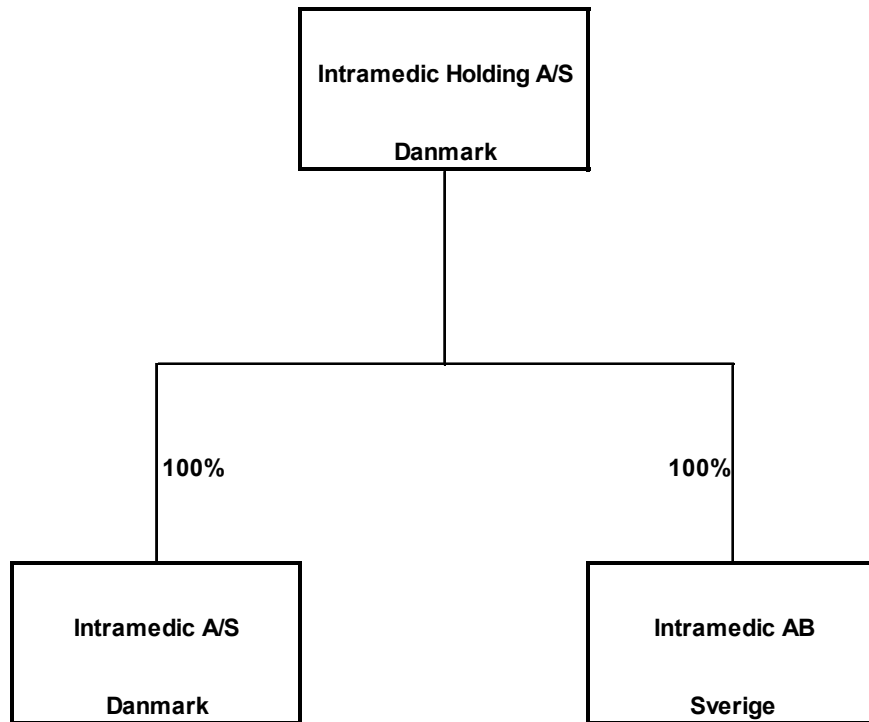 Intramedic Holding A/S
Danmark
100%
100%
Intramedic A/S
Danmark
Intramedic AB
Sverige